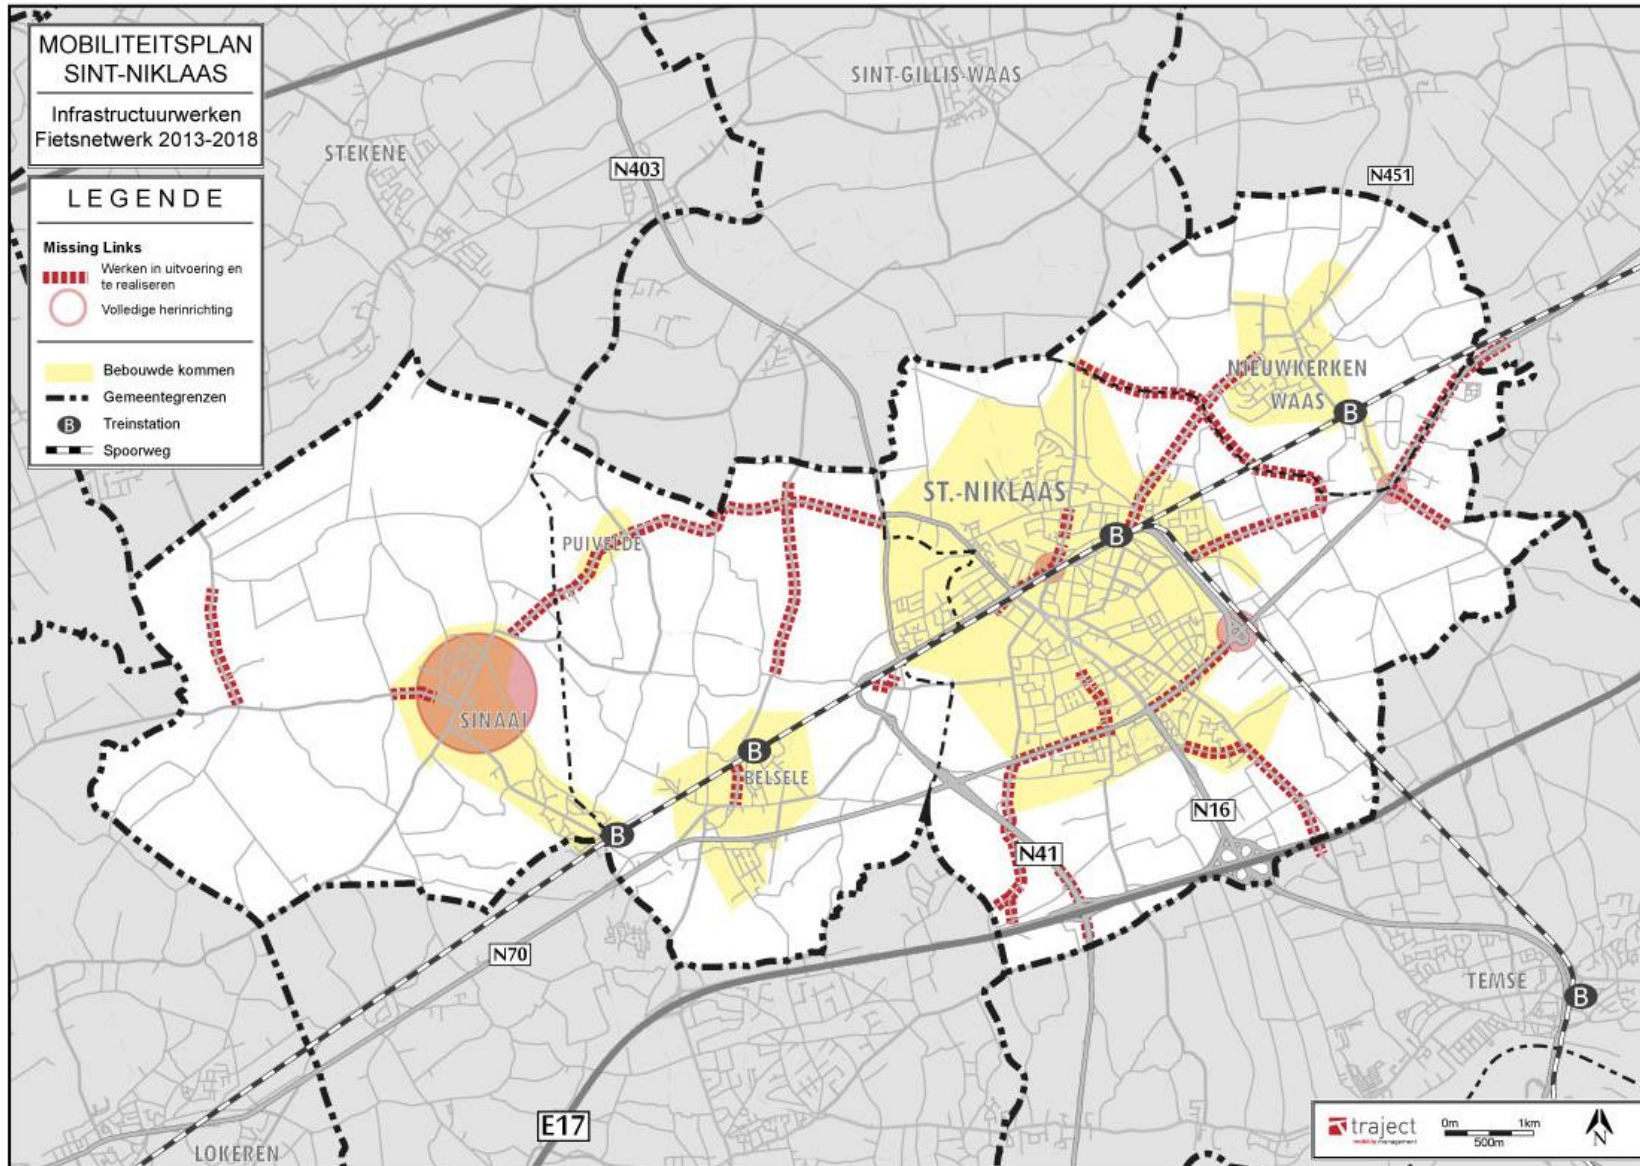 MOBILITEITSPLAN
SINT-NIKLAAS
Infrastructuurwerken
Fietsnetwerk 2013-2018
LEGENDE
Missing Links
Werken in uitvoering en
te realiseren
Volledige herinrichting
Bebouwde kommen
Gemeentegrenzen
B Treinstation
Spoorweg
SINT-GILLIS-WAAS
STEKENE
N403
N451
NIEUWKERKEN
WAAS
B
ST.-NIKLAAS
B
PUIVELDE
SINAAI
B
BELSELE
B
N16
N41
N70
TEMSE
B
E17
LOKEREN
traject
mobility management
0m 1km
500m
N